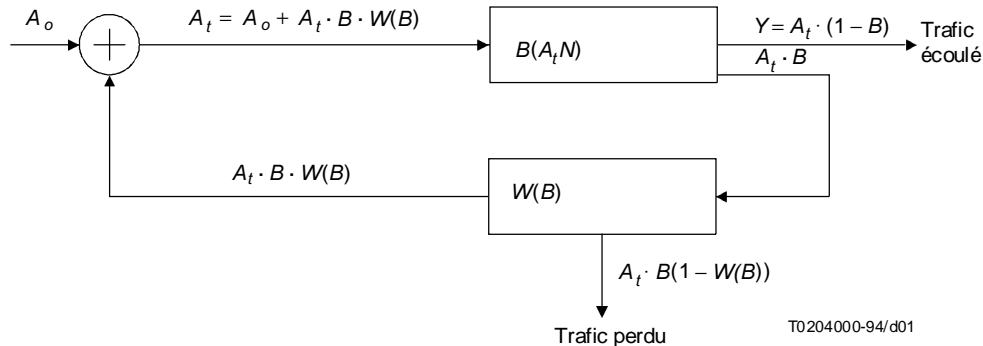 A_o
A_t = A_o + A_t · B · W(B)
+
B(A_tN)
Y = A_t · (1 – B)
Trafic
écoulé
A_t · B
A_t · B · W(B)
W(B)
A_t · B(1 – W(B))
Trafic perdu
T0204000-94/d01